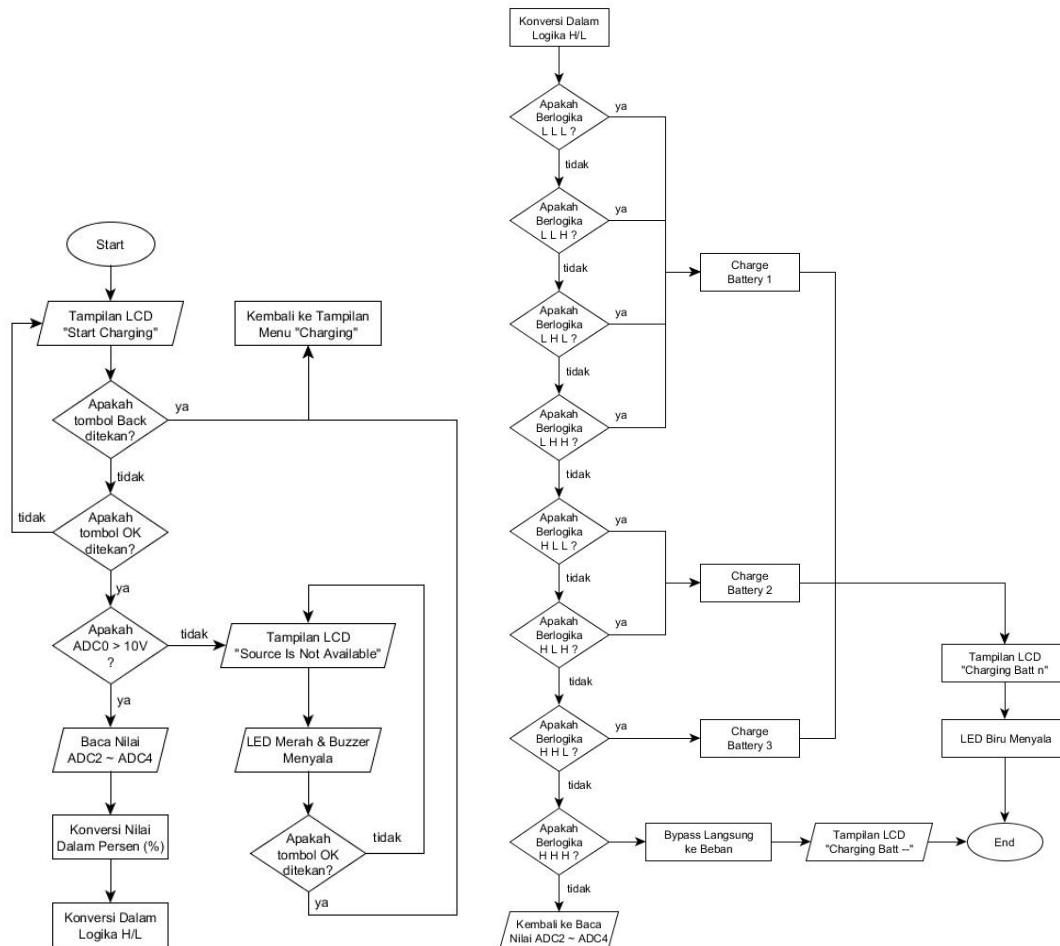 Start
Tampilan LCD
"Start Charging"
Apakah
tombol Back
ditekan?
ya
tidak
Kembali ke Tampilan
Menu "Charging"
Apakah
tombol OK
ditekan?
tidak
ya
Apakah
ADC0 > 10V
?
tidak
ya
Tampilan LCD
"Source Is Not Available"
LED Merah & Buzzer
Menyala
Apakah
tombol OK
ditekan?
tidak
ya
Baca Nilai
ADC2 ~ ADC4
Konversi Nilai
Dalam Persen (%)
Konversi Dalam
Logika H/L
Konversi Dalam
Logika H/L
Apakah
Berlogika
L L L ?
ya
tidak
Apakah
Berlogika
L L H ?
ya
tidak
Apakah
Berlogika
L H L ?
ya
tidak
Apakah
Berlogika
L H H ?
ya
tidak
Charge
Battery 1
Apakah
Berlogika
H L L ?
ya
tidak
Apakah
Berlogika
H L H ?
ya
tidak
Charge
Battery 2
Apakah
Berlogika
H H L ?
ya
tidak
Charge
Battery 3
Tampilan LCD
"Charging Batt n"
LED Biru Menyala
Apakah
Berlogika
H H H ?
ya
tidak
Bypass Langsung
ke Beban
Tampilan LCD
"Charging Batt --"
End
Kembali ke Baca
Nilai ADC2 ~ ADC4